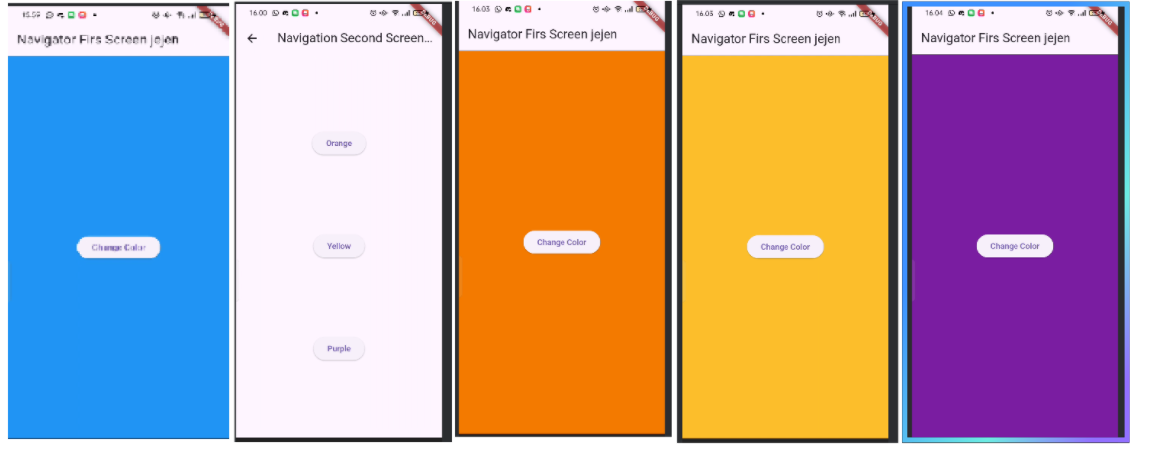 15.59
Navigator Firs Screen jejen
Change Color
16.00
Navigation Second Screen...
Orange
Yellow
Purple
16.03
Navigator Firs Screen jejen
Change Color
16.03
Navigator Firs Screen jejen
Change Color
16.04
Navigator Firs Screen jejen
Change Color